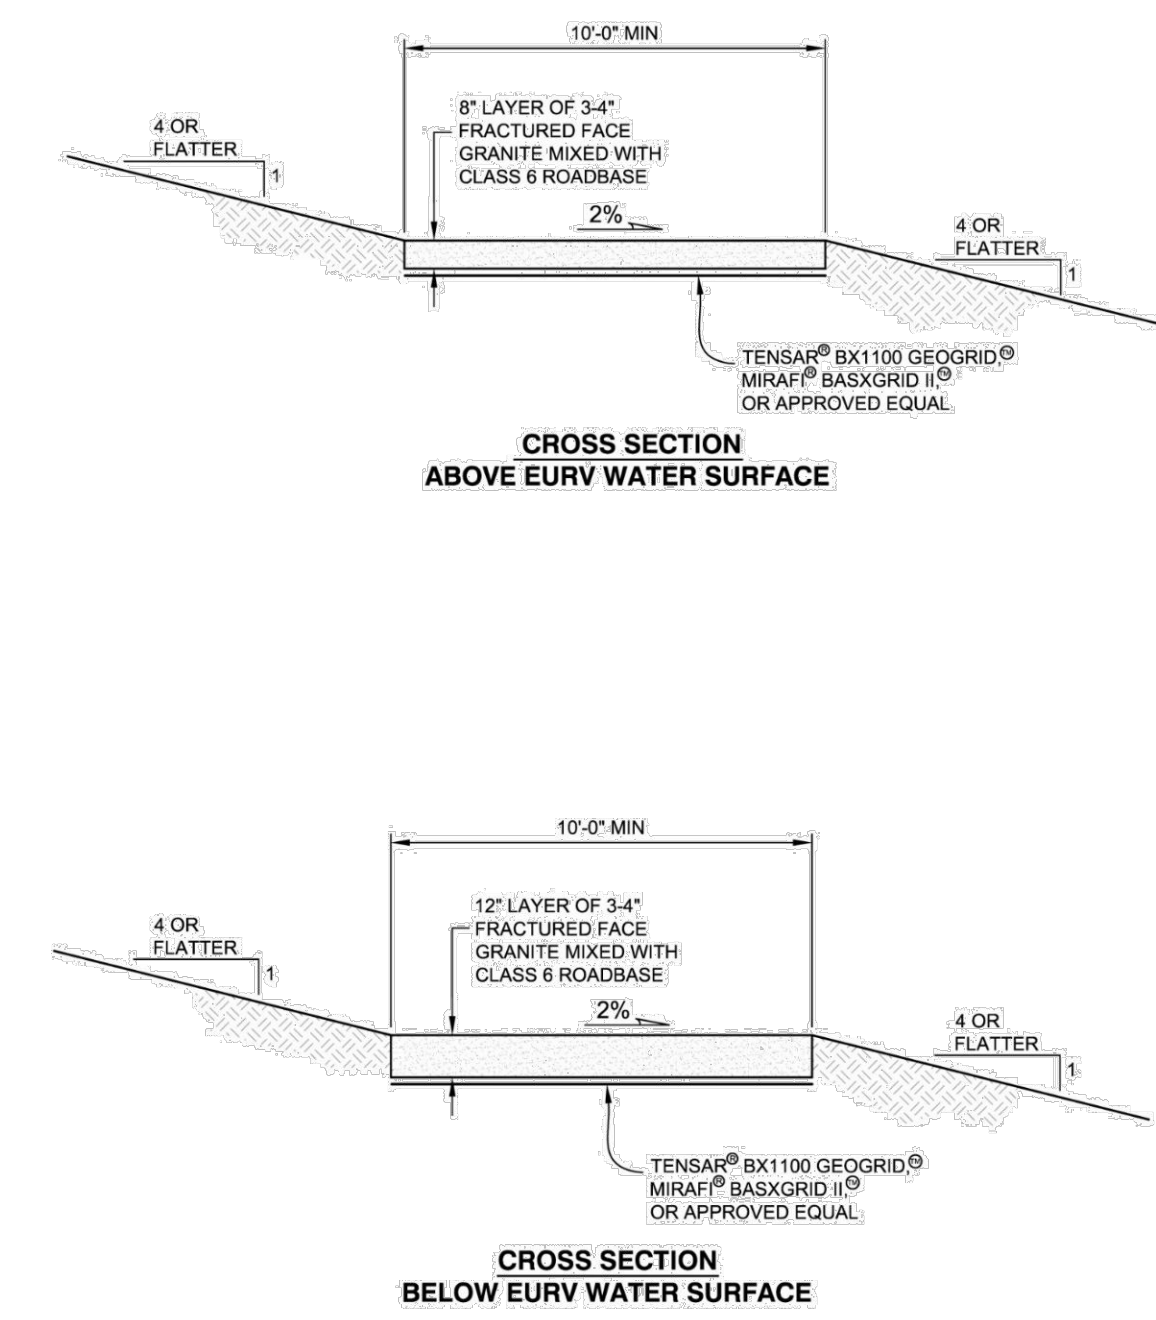 10'-0" MIN
8" LAYER OF 3-4"
FRACTURED FACE
GRANITE MIXED WITH
CLASS 6 ROADBASE
4 OR
FLATTER
1
2%
4 OR
FLATTER
1
TENSAR® BX1100 GEOGRID,™
MIRAFI® BASXGRID II,™
OR APPROVED EQUAL
CROSS SECTION
ABOVE EURV WATER SURFACE
10'-0" MIN
12" LAYER OF 3-4"
FRACTURED FACE
GRANITE MIXED WITH
CLASS 6 ROADBASE
4 OR
FLATTER
1
2%
4 OR
FLATTER
1
TENSAR® BX1100 GEOGRID,™
MIRAFI® BASXGRID II,™
OR APPROVED EQUAL
CROSS SECTION
BELOW EURV WATER SURFACE